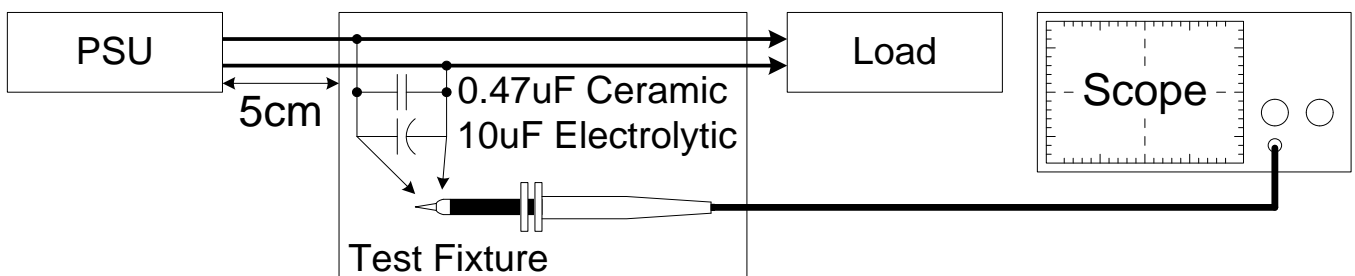 PSU
Load
Scope
5cm
0.47uF Ceramic
10uF Electrolytic
Test Fixture